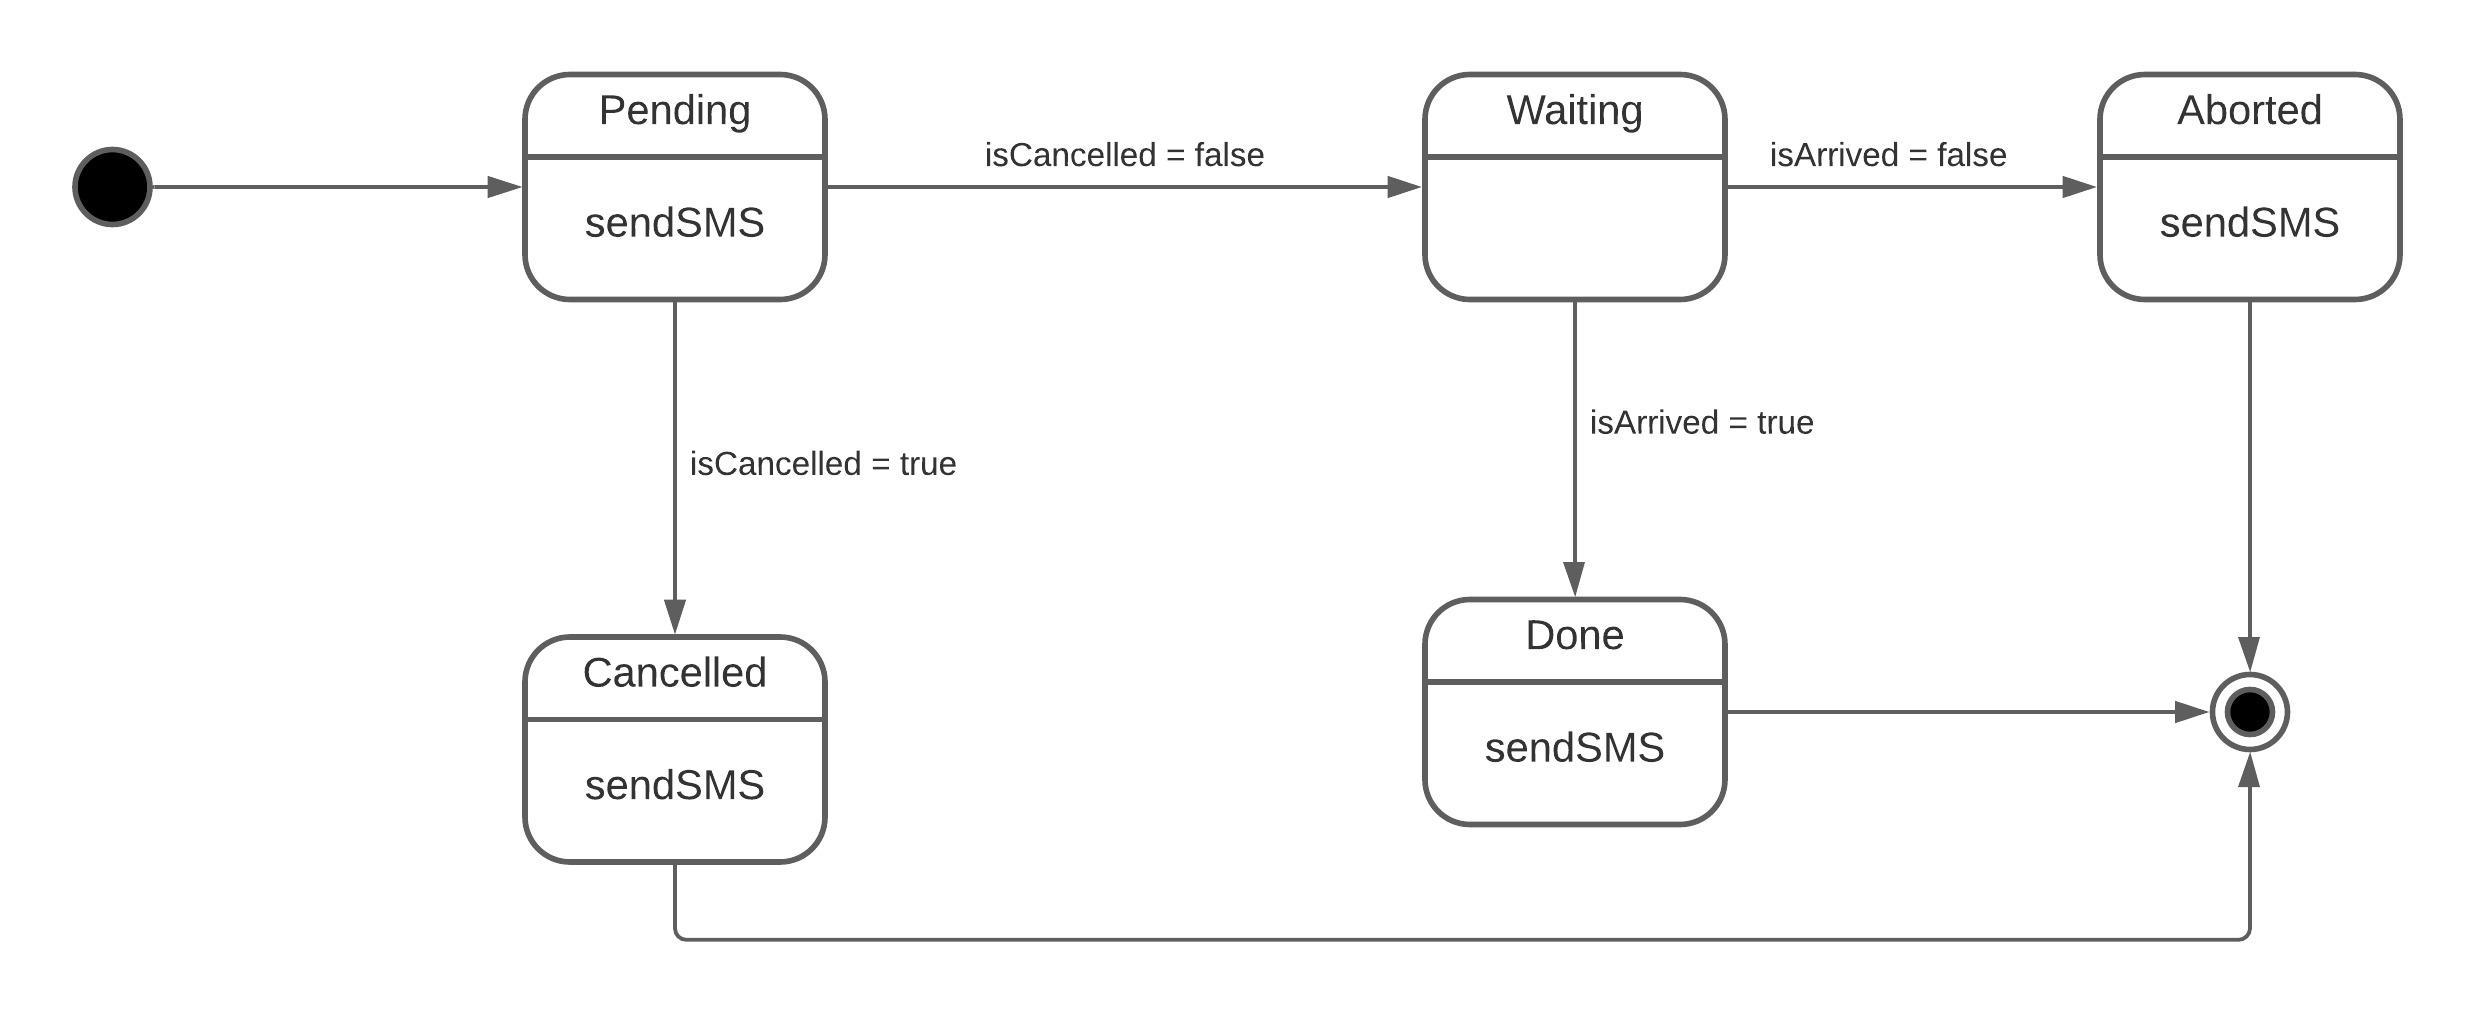 Pending
sendSMS
isCancelled = false
Waiting
isArrived = false
Aborted
sendSMS
isCancelled = true
isArrived = true
Cancelled
sendSMS
Done
sendSMS